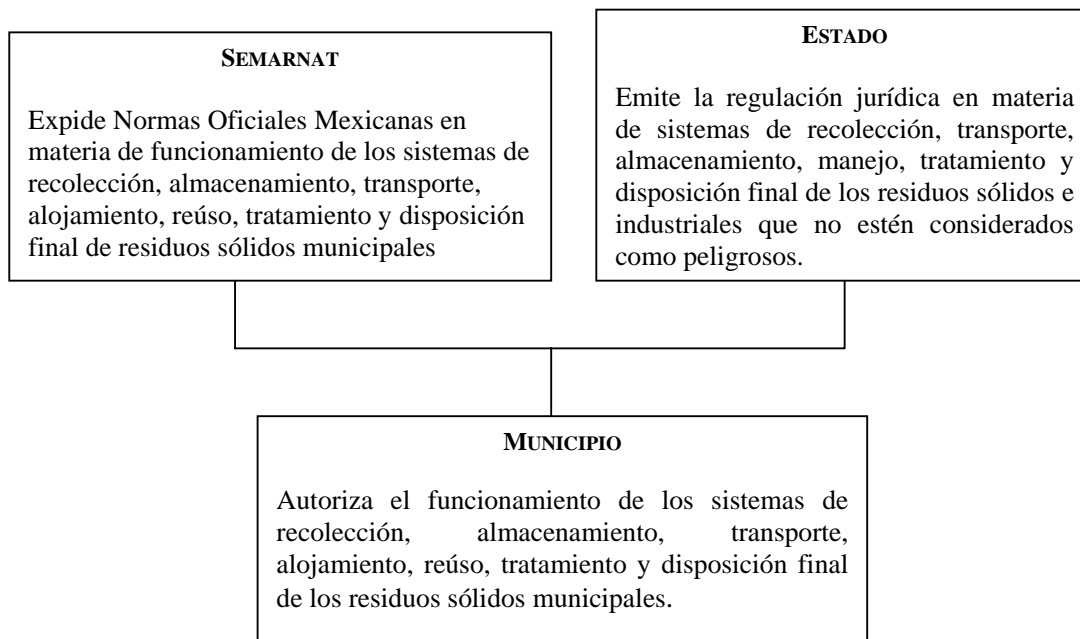 SEMARNAT
Expide Normas Oficiales Mexicanas en
materia de funcionamiento de los sistemas de
recolección, almacenamiento, transporte,
alojamiento, reúso, tratamiento y disposición
final de residuos sólidos municipales
ESTADO
Emite la regulación jurídica en materia
de sistemas de recolección, transporte,
almacenamiento, manejo, tratamiento y
disposición final de los residuos sólidos e
industriales que no estén considerados
como peligrosos.
MUNICIPIO
Autoriza el funcionamiento de los sistemas de
recolección, almacenamiento, transporte,
alojamiento, reúso, tratamiento y disposición final
de los residuos sólidos municipales.